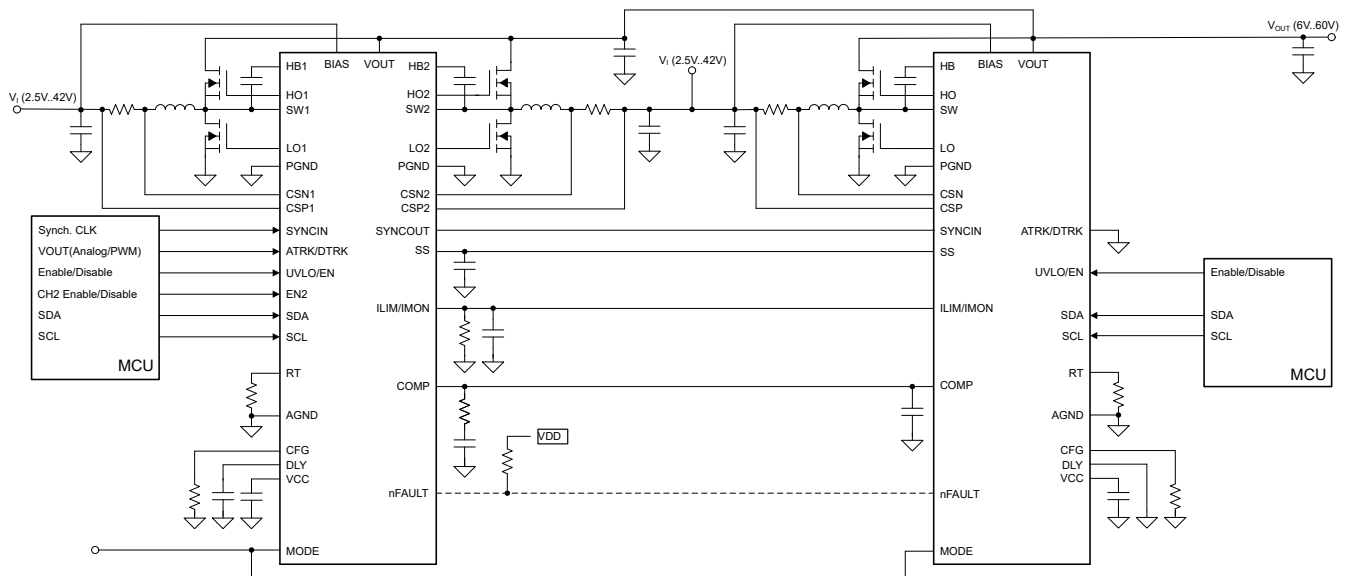 V_I (2.5V..42V)
BIAS VOUT
HB1
HO1
SW1
LO1
PGND
CSN1
CSP1
SYNCIN
ATRK/DTRK
UVLO/EN
EN2
SDA
SCL
RT
AGND
CFG
DLY
VCC
MODE
HB2
HO2
SW2
LO2
PGND
CSN2
CSP2
SYNCOUT
SS
ILIM/IMON
COMP
nFAULT
Synch. CLK
VOUT(Analog/PWM)
Enable/Disable
CH2 Enable/Disable
SDA
SCL
MCU
V_I (2.5V..42V)
VDD
BIAS VOUT
HB
HO
SW
LO
PGND
CSN
CSP
SYNCIN
SS
ILIM/IMON
COMP
nFAULT
MODE
ATRK/DTRK
UVLO/EN
SDA
SCL
RT
AGND
CFG
DLY
VCC
V_OUT (6V..60V)
Enable/Disable
SDA
SCL
MCU